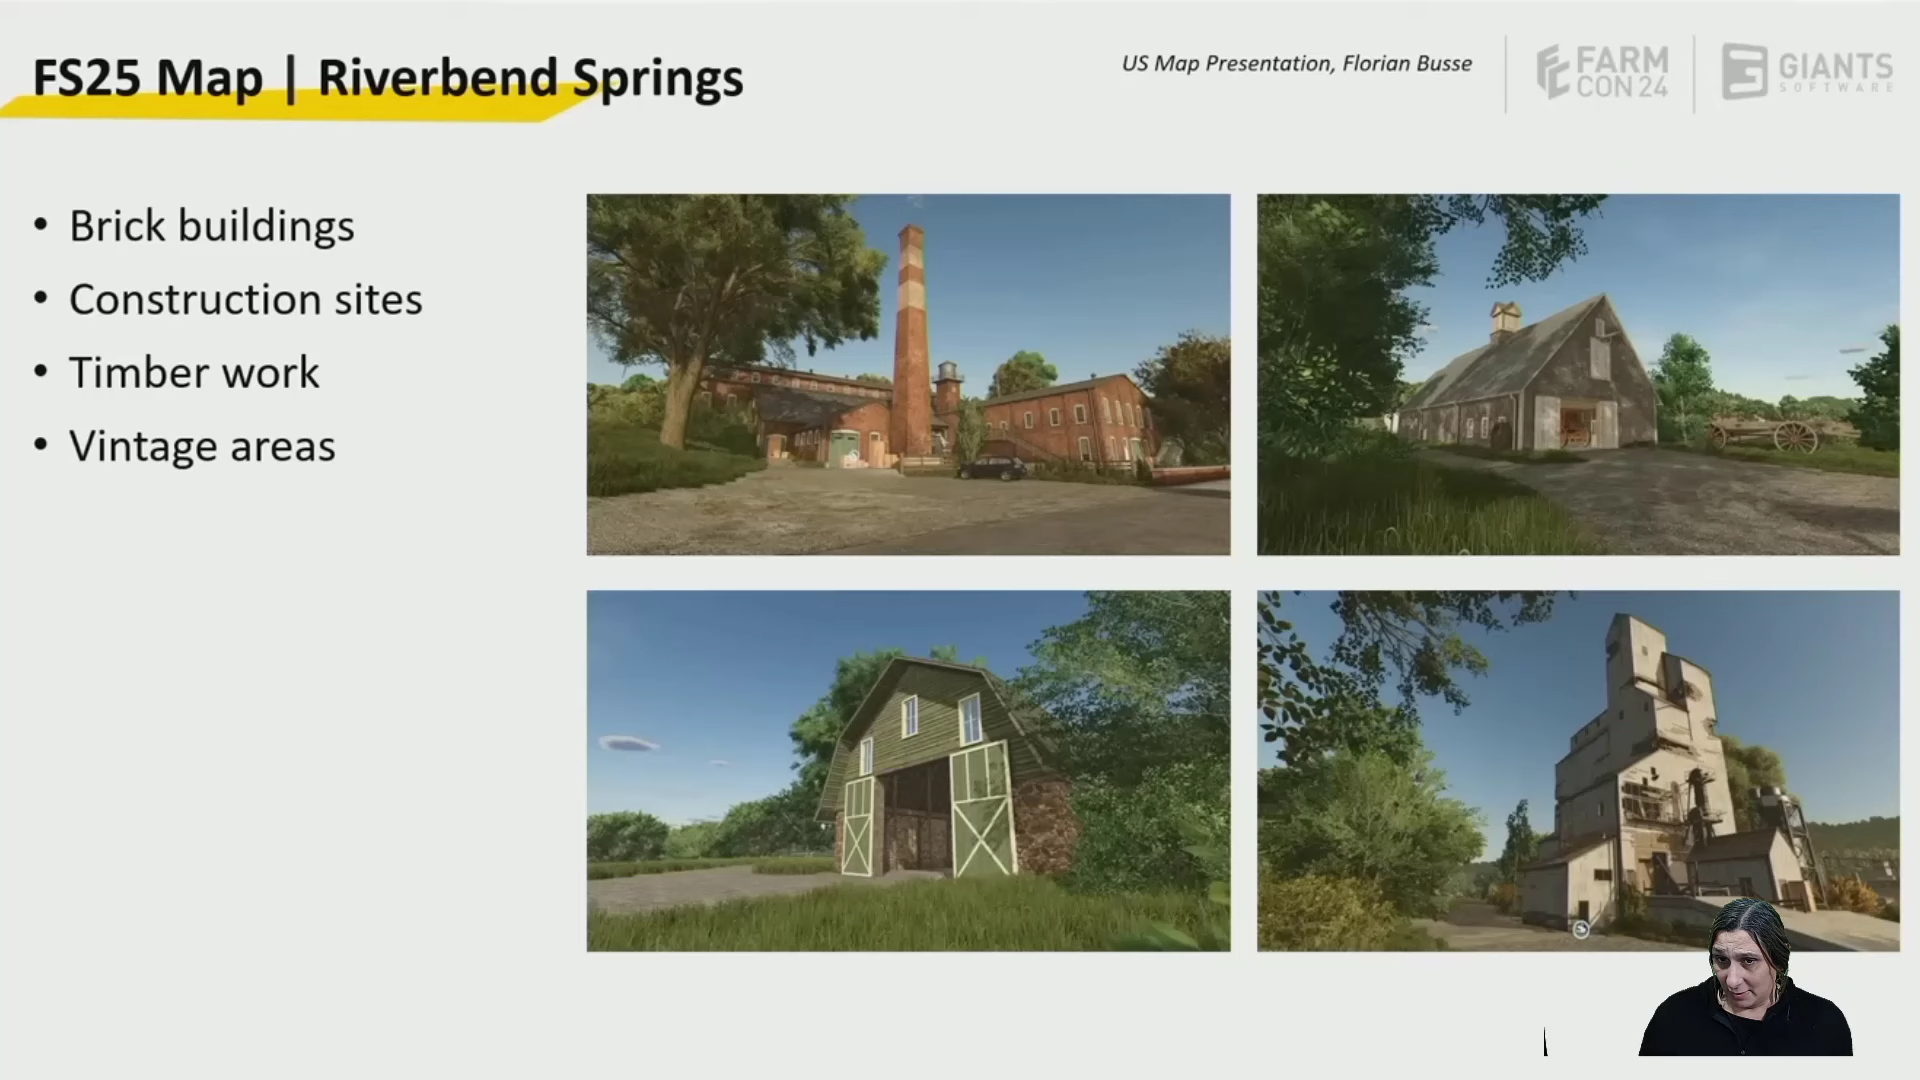 FS25 Map | Riverbend Springs
US Map Presentation, Florian Busse
FARM
CON 24
GIANTS
SOFTWARE
• Brick buildings
• Construction sites
• Timber work
• Vintage areas